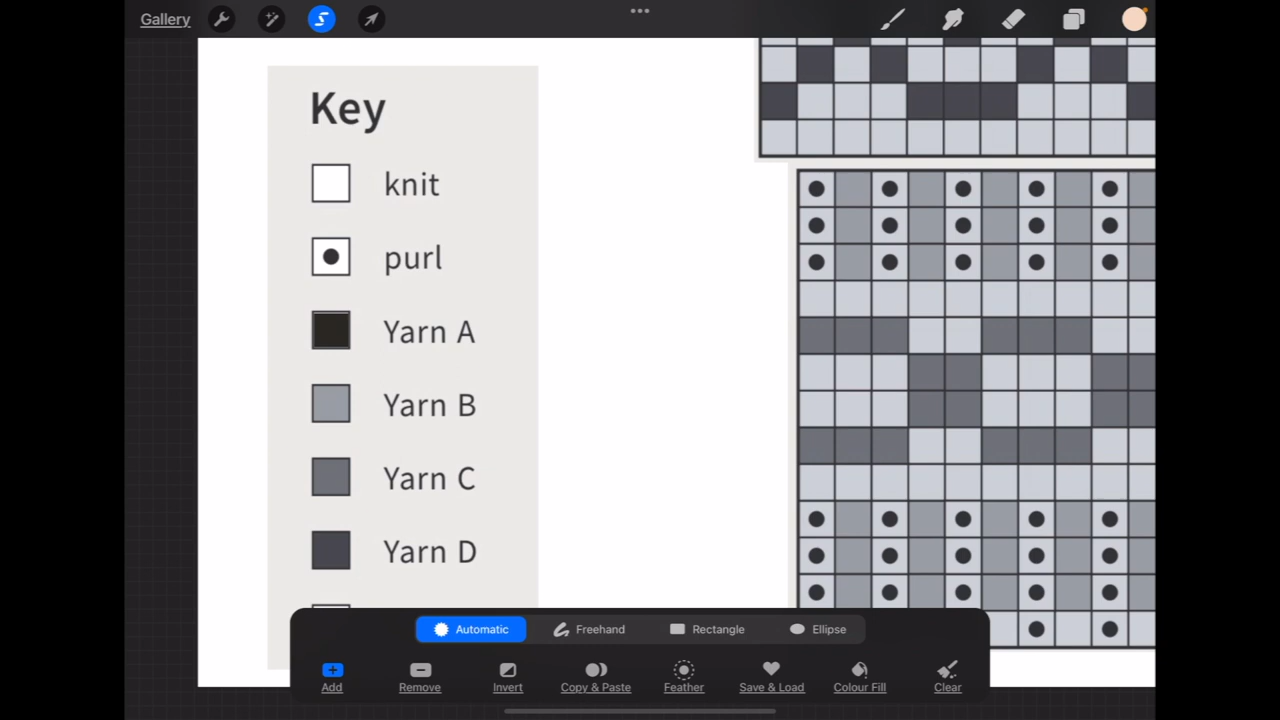 Gallery
Key
knit
purl
Yarn A
Yarn B
Yarn C
Yarn D
Automatic Freehand Rectangle Ellipse
Add Remove Invert Copy & Paste Feather Save & Load Colour Fill Clear